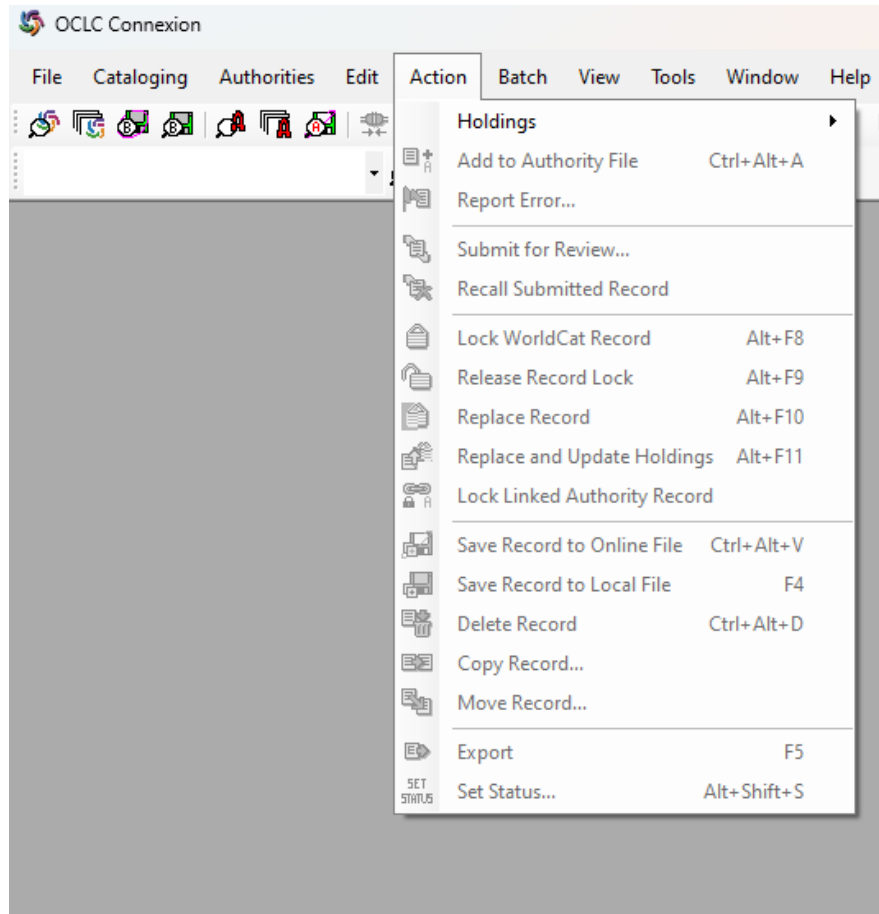 OCLC Connexion
File Cataloging Authorities Edit Action Batch View Tools Window Help
B B A A
Holdings
A Add to Authority File Ctrl+Alt+A
Report Error...
Submit for Review...
Recall Submitted Record
Lock WorldCat Record Alt+F8
Release Record Lock Alt+F9
Replace Record Alt+F10
Replace and Update Holdings Alt+F11
A Lock Linked Authority Record
Save Record to Online File Ctrl+Alt+V
Save Record to Local File F4
Delete Record Ctrl+Alt+D
Copy Record...
Move Record...
Export F5
SET STATUS Set Status... Alt+Shift+S